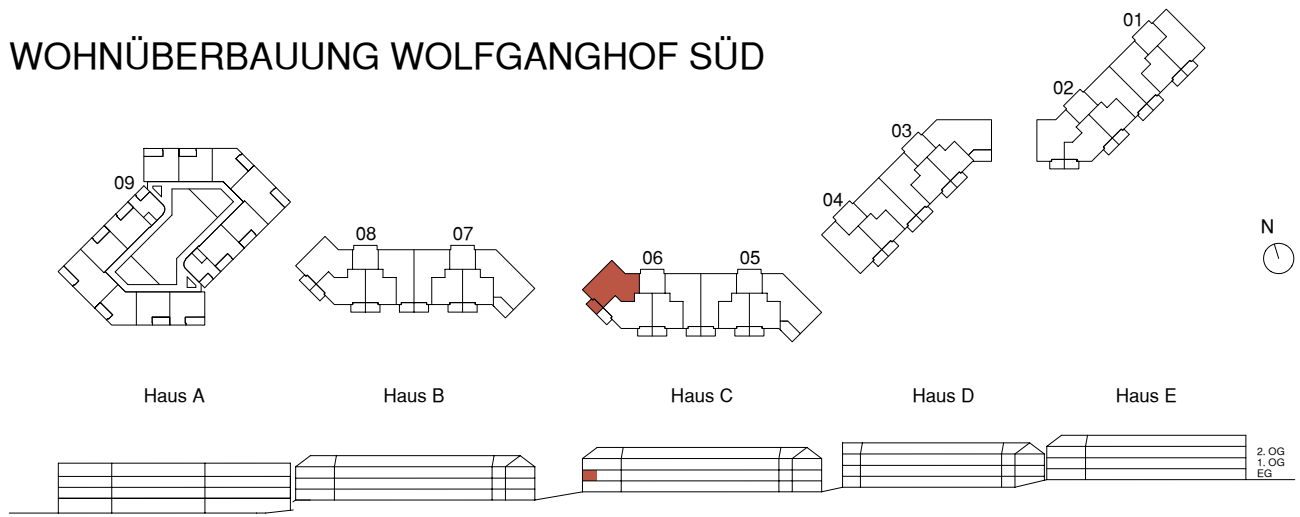 WOHNÜBERBAUUNG WOLFGANGHOF SÜD
01
02
03
04
09
08
07
06
05
N
Haus A
Haus B
Haus C
Haus D
Haus E
2. OG
1. OG
EG